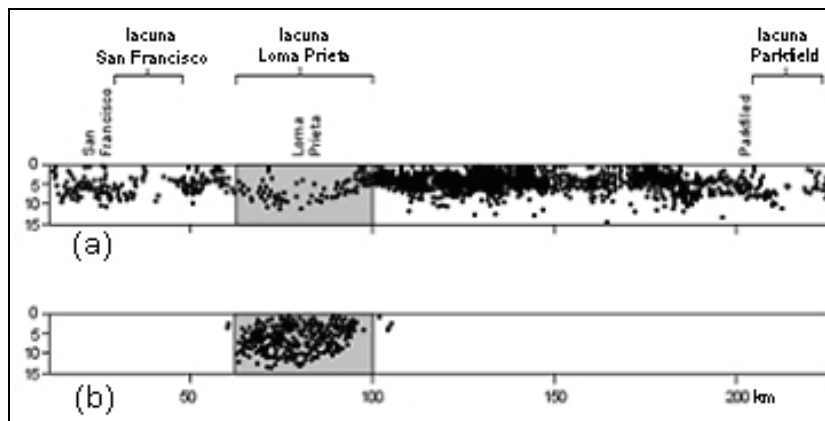 lacuna
San Francisco
lacuna
Loma Prieta
lacuna
Parkfield
San
Francisco
Loma
Prieta
Parkfiled
0
5
10
15
(a)
0
5
10
15
(b)
50
100
150
200 km